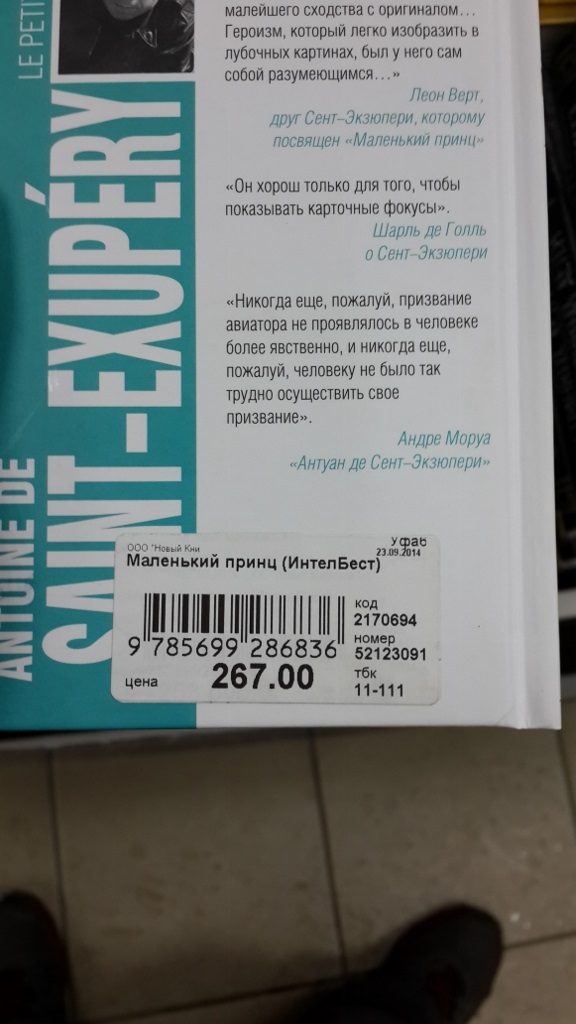 LE PETI
ANTOINE DE
SAINT-EXUPÉRY
малейшего сходства с оригиналом…
Героизм, который легко изобразить в
лубочных картинах, был у него сам
собой разумеющимся…»
Леон Верт,
друг Сент-Экзюпери, которому
посвящен «Маленький принц»
«Он хорош только для того, чтобы
показывать карточные фокусы».
Шарль де Голль
о Сент-Экзюпери
«Никогда еще, пожалуй, призвание
авиатора не проявлялось в человеке
более явственно, и никогда еще,
пожалуй, человеку не было так
трудно осуществить свое
призвание».
Андре Моруа
«Антуан де Сент-Экзюпери»
ООО "Новый Кни
Уфа6
23.09.2014
Маленький принц (ИнтелБест)
код
2170694
номер
52123091
тбк
11-111
9 785699 286836
цена 267.00